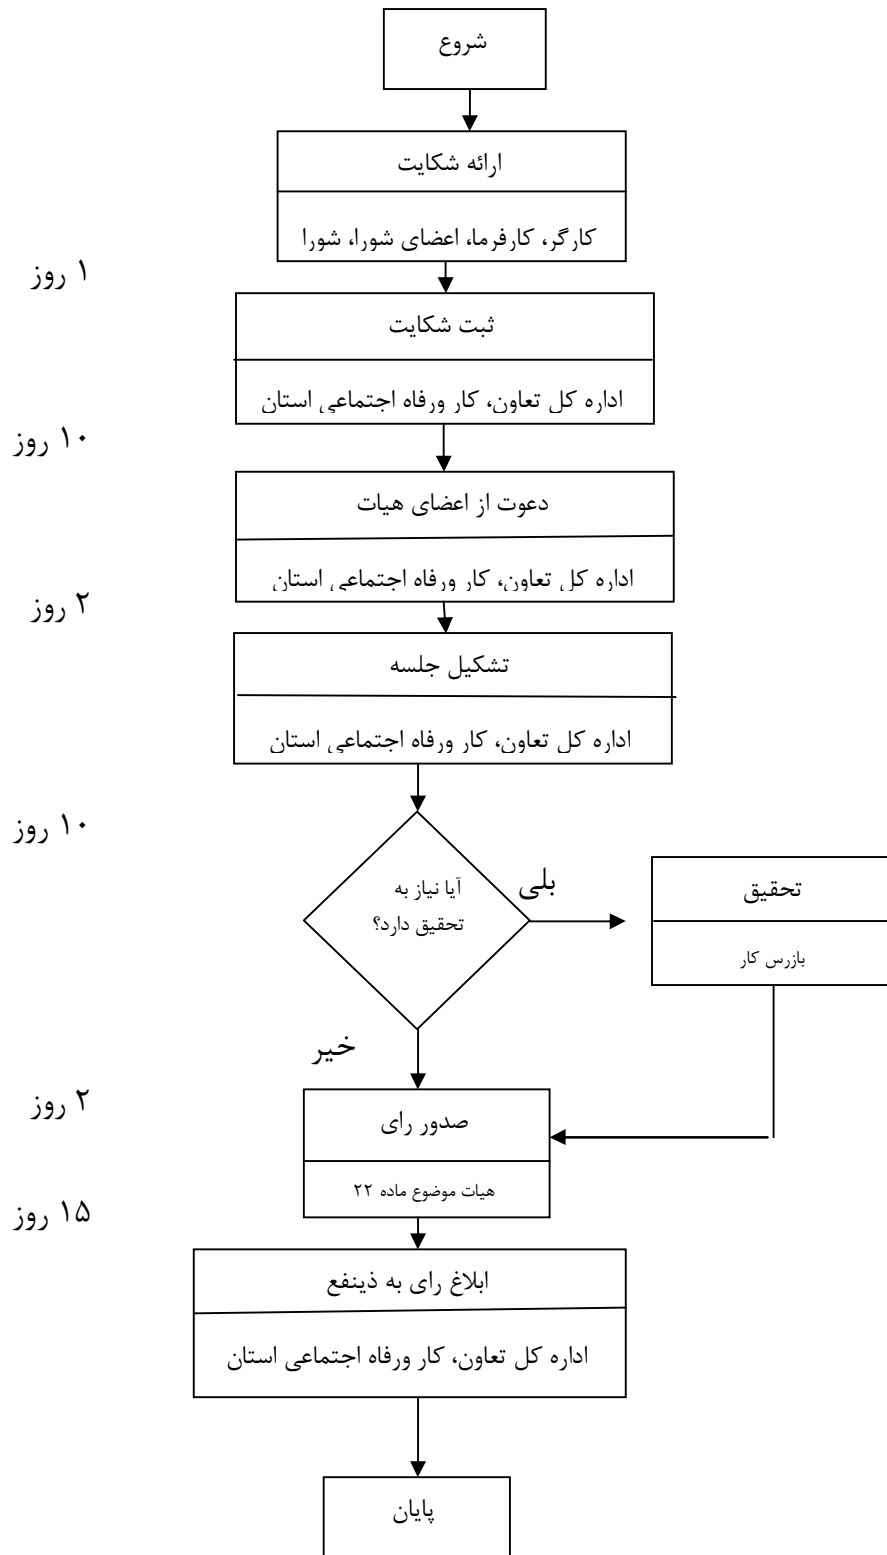 شروع
ارائه شکایت
کارگر، کارفرما، اعضای شورا، شورا
۱ روز
ثبت شکایت
اداره کل تعاون، کار ورفاه اجتماعی استان
۱۰ روز
دعوت از اعضای هیات
اداره کل تعاون، کار ورفاه اجتماعی استان
۲ روز
تشکیل جلسه
اداره کل تعاون، کار ورفاه اجتماعی استان
۱۰ روز
آیا نیاز به
تحقیق دارد؟
بلی
تحقیق
بازرس کار
خیر
۲ روز
صدور رای
هیات موضوع ماده ۲۲
۱۵ روز
ابلاغ رای به ذینفع
اداره کل تعاون، کار ورفاه اجتماعی استان
پایان